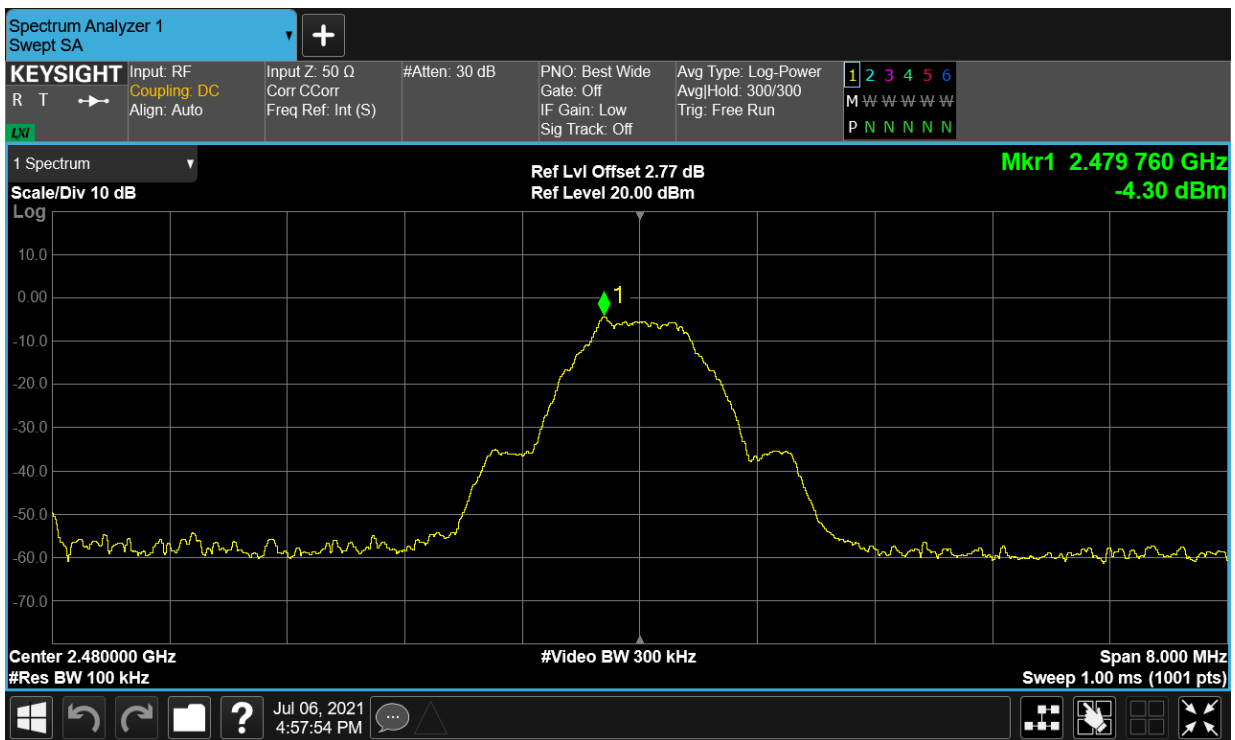 Spectrum Analyzer 1
Swept SA
KEYSIGHT
R T
LXI
Input: RF
Coupling: DC
Align: Auto
Input Z: 50 Ω
Corr CCorr
Freq Ref: Int (S)
#Atten: 30 dB
PNO: Best Wide
Gate: Off
IF Gain: Low
Sig Track: Off
Avg Type: Log-Power
Avg|Hold: 300/300
Trig: Free Run
1 2 3 4 5 6
M W W W W W
P N N N N N
1 Spectrum
Scale/Div 10 dB
Log
Ref Lvl Offset 2.77 dB
Ref Level 20.00 dBm
Mkr1 2.479 760 GHz
-4.30 dBm
10.0
0.00
-10.0
-20.0
-30.0
-40.0
-50.0
-60.0
-70.0
1
Center 2.480000 GHz
#Res BW 100 kHz
#Video BW 300 kHz
Span 8.000 MHz
Sweep 1.00 ms (1001 pts)
?
Jul 06, 2021
4:57:54 PM